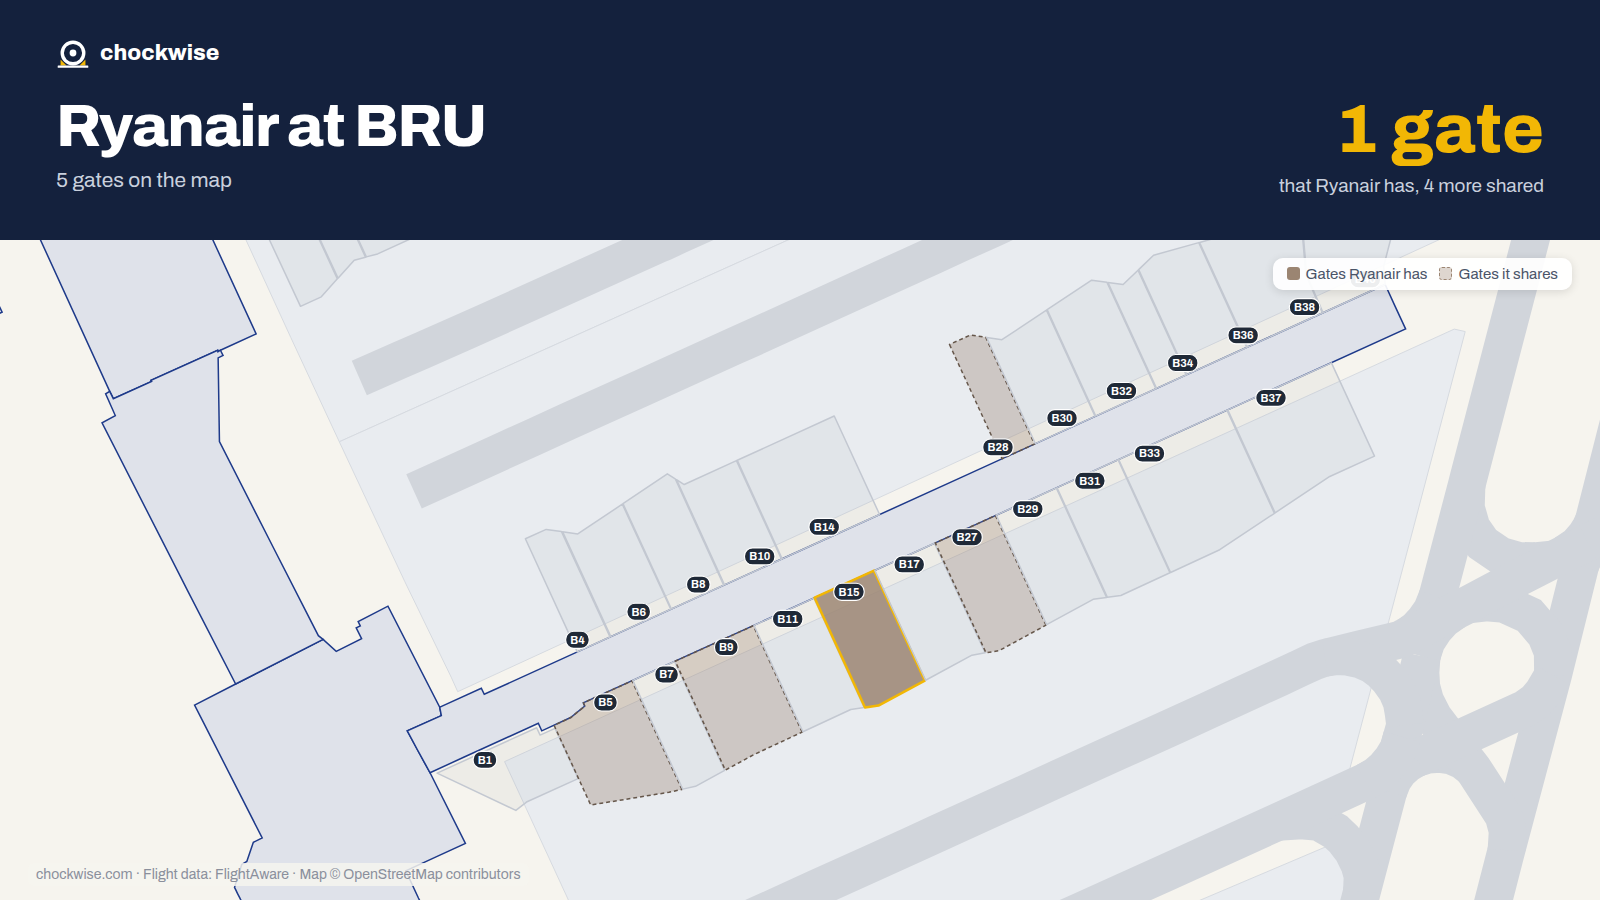 chockwise
Ryanair at BRU
5 gates on the map
1 gate
that Ryanair has, 4 more shared
Gates Ryanair has
Gates it shares
B38
B36
B34
B37
B32
B30
B28
B33
B31
B29
B14
B27
B10
B17
B8
B15
B6
B11
B4
B9
B7
B5
B1
chockwise.com · Flight data: FlightAware · Map © OpenStreetMap contributors